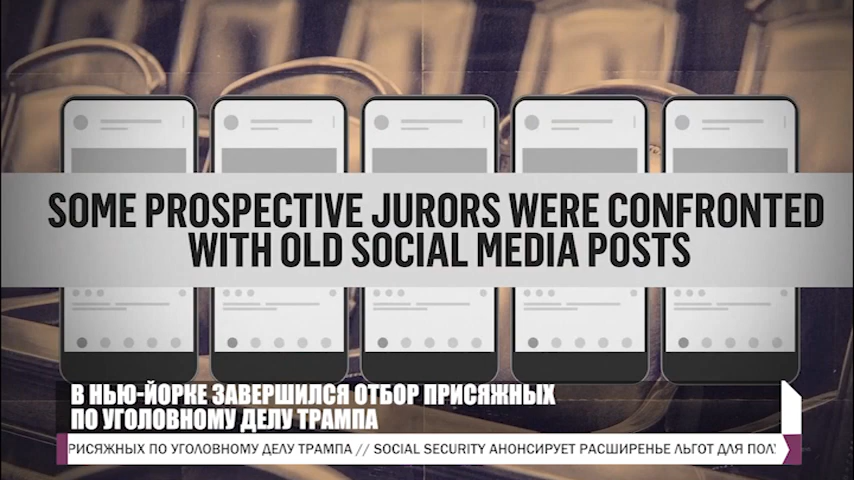 SOME PROSPECTIVE JURORS WERE CONFRONTED
WITH OLD SOCIAL MEDIA POSTS
В НЬЮ-ЙОРКЕ ЗАВЕРШИЛСЯ ОТБОР ПРИСЯЖНЫХ
ПО УГОЛОВНОМУ ДЕЛУ ТРАМПА
РИСЯЖНЫХ ПО УГОЛОВНОМУ ДЕЛУ ТРАМПА // SOCIAL SECURITY АНОНСИРУЕТ РАСШИРЕНЬЕ ЛЬГОТ ДЛЯ ПОЛУ